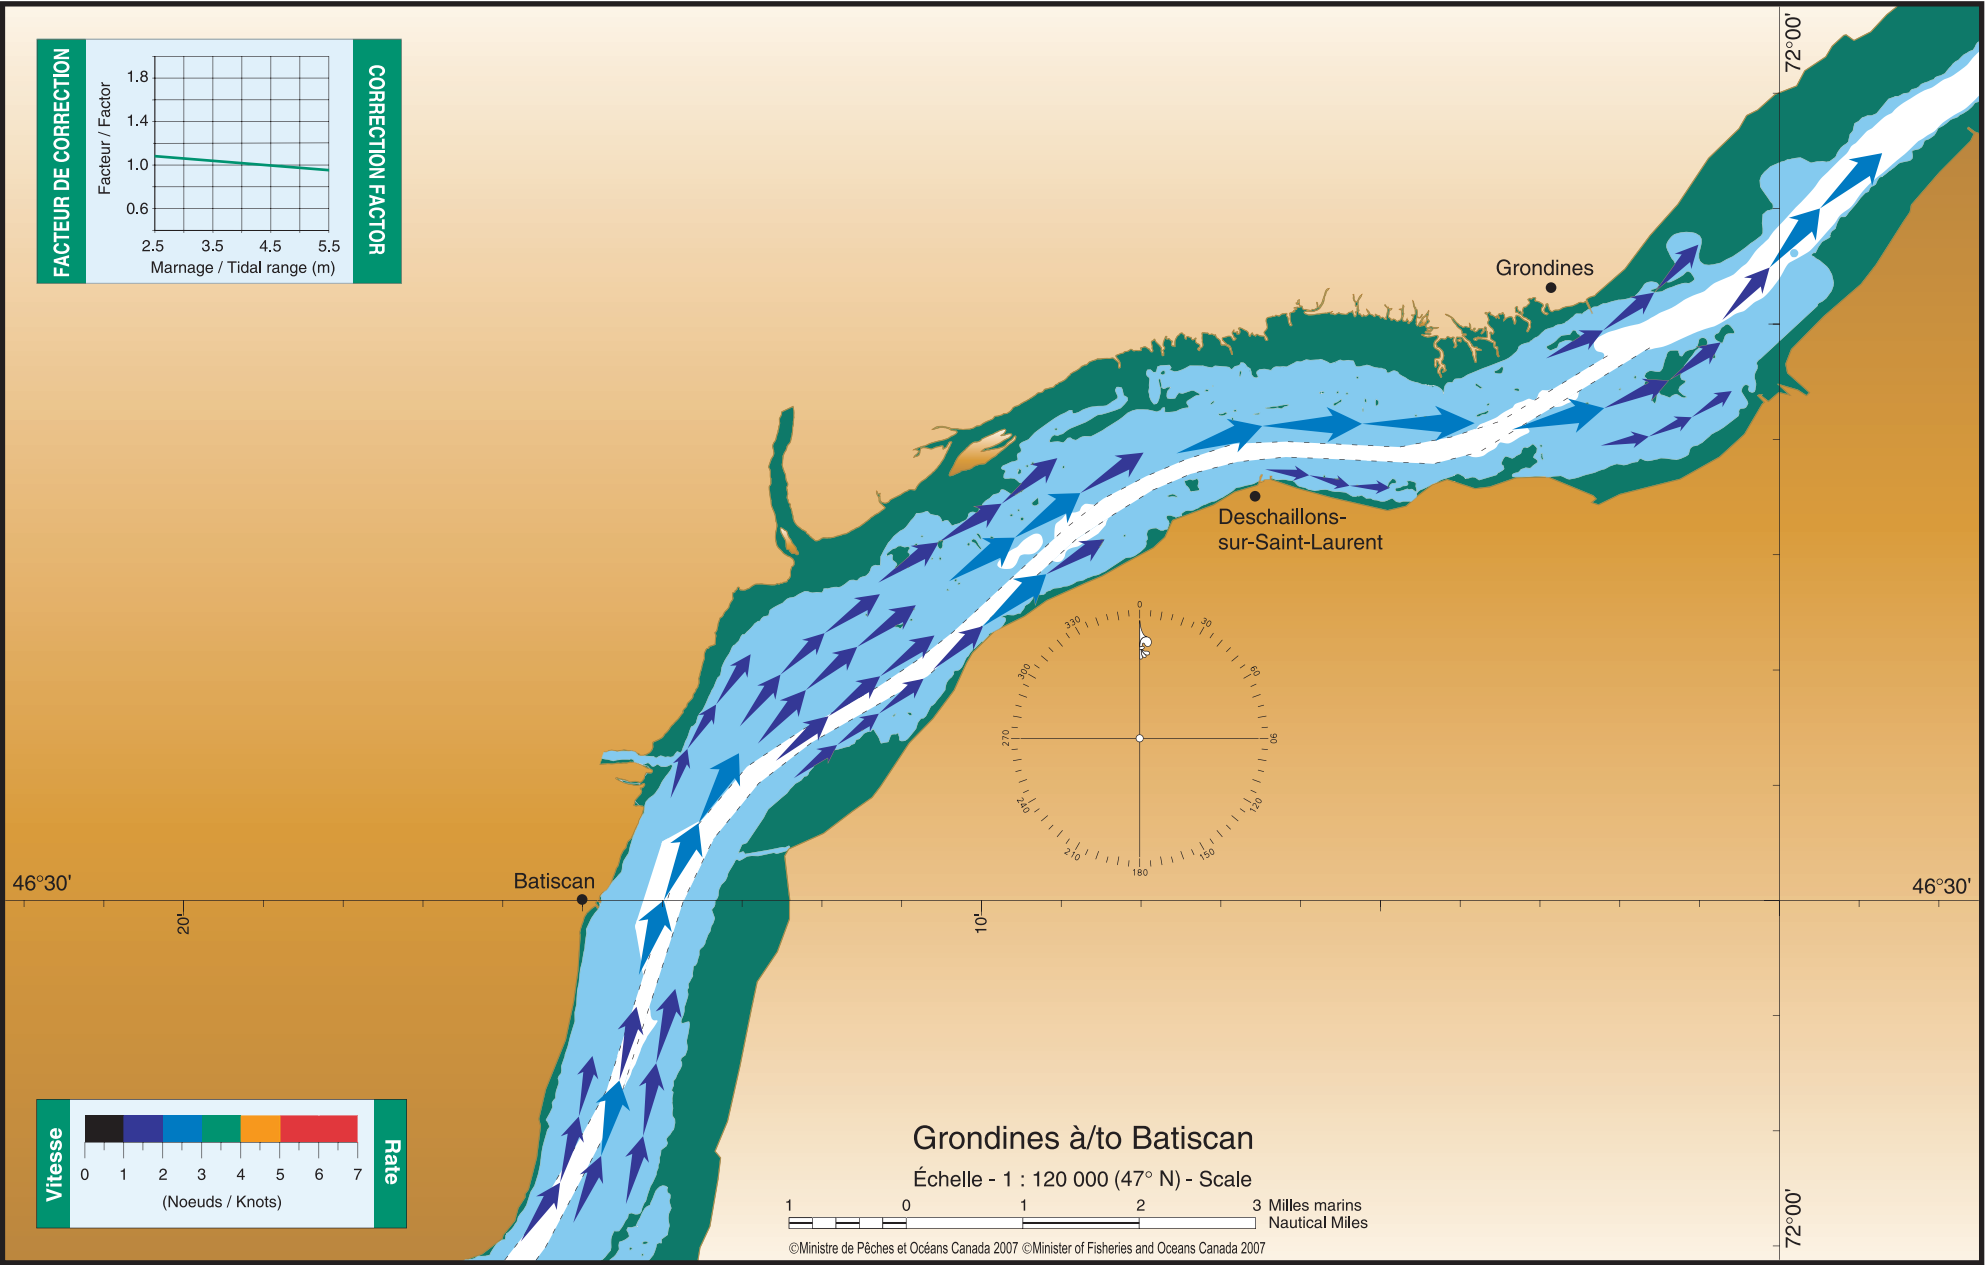 FACTEUR DE CORRECTION
Facteur / Factor
1.8
1.4
1.0
0.6
2.5 3.5 4.5 5.5
Marnage / Tidal range (m)
CORRECTION FACTOR
72°00'
Grondines
Deschaillons-
sur-Saint-Laurent
0
30
60
90
120
150
180
210
240
270
300
330
Batiscan
46°30'
46°30'
20'
10'
Vitesse
0 1 2 3 4 5 6 7
(Noeuds / Knots)
Rate
Grondines à/to Batiscan
Échelle - 1 : 120 000 (47° N) - Scale
1 0 1 2 3 Milles marins
Nautical Miles
©Ministre de Pêches et Océans Canada 2007 ©Minister of Fisheries and Oceans Canada 2007
72°00'